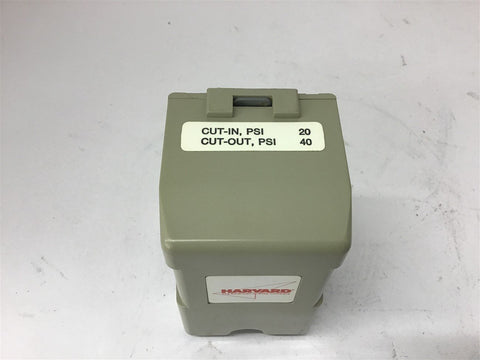 CUT-IN, PSI 20
CUT-OUT, PSI 40
HARVARD